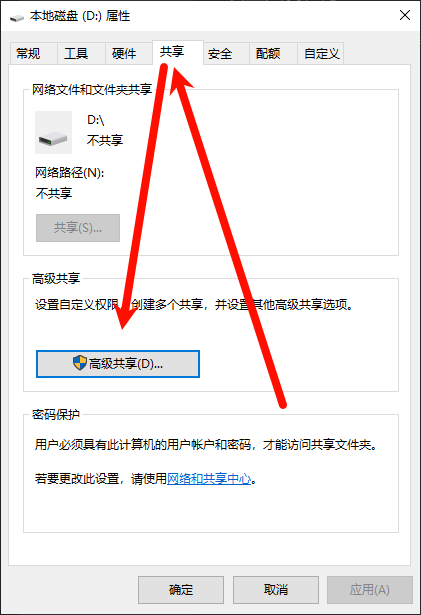 本地磁盘 (D:) 属性
常规 工具 硬件 共享 安全 配额 自定义
网络文件和文件夹共享
D:\
不共享
网络路径(N):
不共享
共享(S)...
高级共享
设置自定义权限，创建多个共享，并设置其他高级共享选项。
高级共享(D)...
密码保护
用户必须具有此计算机的用户帐户和密码，才能访问共享文件夹。
若要更改此设置，请使用网络和共享中心。
确定 取消 应用(A)